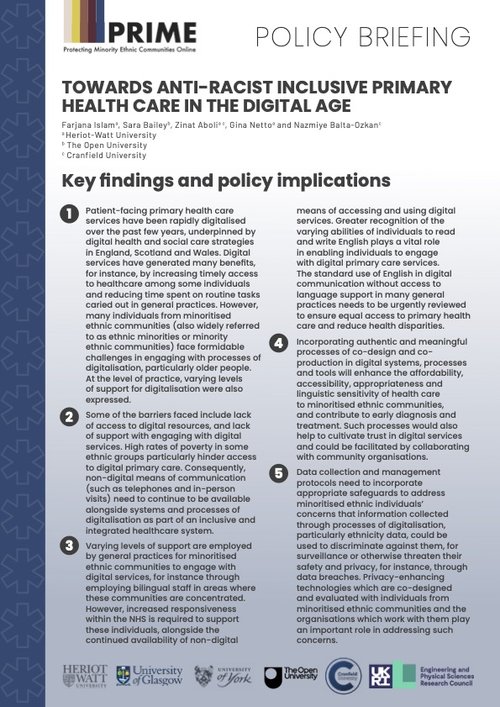 PRIME
Protecting Minority Ethnic Communities Online
POLICY BRIEFING
TOWARDS ANTI-RACIST INCLUSIVE PRIMARY
HEALTH CARE IN THE DIGITAL AGE
Farjana Islamᵃ, Sara Baileyᵇ, Zinat Aboliᵇ ᶜ, Gina Nettoᵃ and Nazmiye Balta-Ozkanᶜ
ᵃ Heriot-Watt University
ᵇ The Open University
ᶜ Cranfield University
Key findings and policy implications
1 Patient-facing primary health care
services have been rapidly digitalised
over the past few years, underpinned by
digital health and social care strategies
in England, Scotland and Wales. Digital
services have generated many benefits,
for instance, by increasing timely access
to healthcare among some individuals
and reducing time spent on routine tasks
caried out in general practices. However,
many individuals from minoritised
ethnic communities (also widely referred
to as ethnic minorities or minority
ethnic communities) face formidable
challenges in engaging with processes of
digitalisation, particularly older people.
At the level of practice, varying levels
of support for digitalisation were also
expressed.
2 Some of the barriers faced include lack
of access to digital resources, and lack
of support with engaging with digital
services. High rates of poverty in some
ethnic groups particularly hinder access
to digital primary care. Consequently,
non-digital means of communication
(such as telephones and in-person
visits) need to continue to be available
alongside systems and processes of
digitalisation as part of an inclusive and
integrated healthcare system.
3 Varying levels of support are employed
by general practices for minoritised
ethnic communities to engage with
digital services, for instance through
employing bilingual staff in areas where
these communities are concentrated.
However, increased responsiveness
within the NHS is required to support
these individuals, alongside the
continued availability of non-digital
means of accessing and using digital
services. Greater recognition of the
varying abilities of individuals to read
and write English plays a vital role
in enabling individuals to engage
with digital primary care services.
The standard use of English in digital
communication without access to
language support in many general
practices needs to be urgently reviewed
to ensure equal access to primary health
care and reduce health disparities.
4 Incorporating authentic and meaningful
processes of co-design and co-
production in digital systems, processes
and tools will enhance the affordability,
accessibility, appropriateness and
linguistic sensitivity of health care
to minoritised ethnic communities,
and contribute to early diagnosis and
treatment. Such processes would also
help to cultivate trust in digital services
and could be facilitated by collaborating
with community organisations.
5 Data collection and management
protocols need to incorporate
appropriate safeguards to address
minoritised ethnic individuals'
concerns that information collected
through processes of digitalisation,
particularly ethnicity data, could be
used to discriminate against them, for
surveillance or otherwise threaten their
safety and privacy, for instance, through
data breaches. Privacy-enhancing
technologies which are co-designed
and evaluated with individuals from
minoritised ethnic communities and the
organisations which work with them play
an important role in addressing such
concerns.
HERIOT
WATT
UNIVERSITY
University
of Glasgow
UNIVERSITY
of York
The Open
University
Cranfield
University
UKRI
Engineering and
Physical Sciences
Research Council